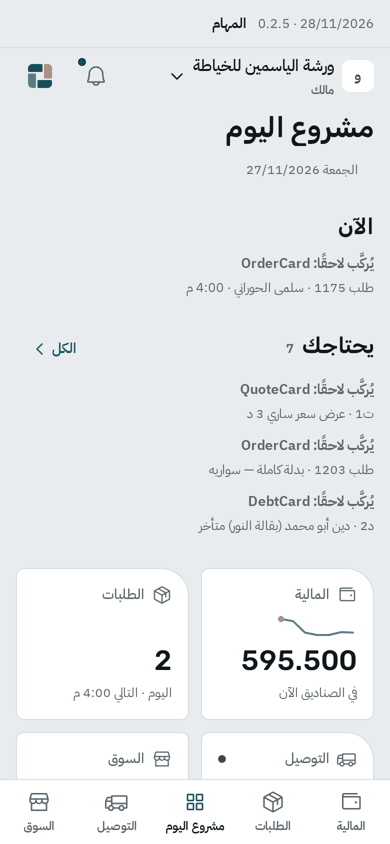 المهام 0.2.5 · 28/11/2026
و
ورشة الياسمين للخياطة
مالك
مشروع اليوم
الجمعة 27/11/2026
الآن
يُركَّب لاحقًا: OrderCard
طلب 1175 · سلمى الحوراني · 4:00 م
يحتاجك 7
الكل
يُركَّب لاحقًا: QuoteCard
ت1 · عرض سعر ساري 3 د
يُركَّب لاحقًا: OrderCard
طلب 1203 · بدلة كاملة — سواريه
يُركَّب لاحقًا: DebtCard
د2 · دين أبو محمد (بقالة النور) متأخر
المالية
595.500
في الصناديق الآن
الطلبات
2
اليوم · التالي 4:00 م
التوصيل
السوق
المالية
الطلبات
مشروع اليوم
التوصيل
السوق